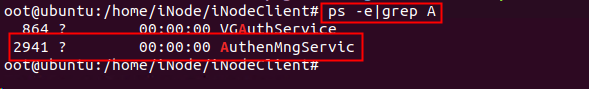 oot@ubuntu:/home/iNode/iNodeClient# ps -e|grep A
864 ? 00:00:00 VGAuthService
2941 ? 00:00:00 AuthenMngServic
oot@ubuntu:/home/iNode/iNodeClient#